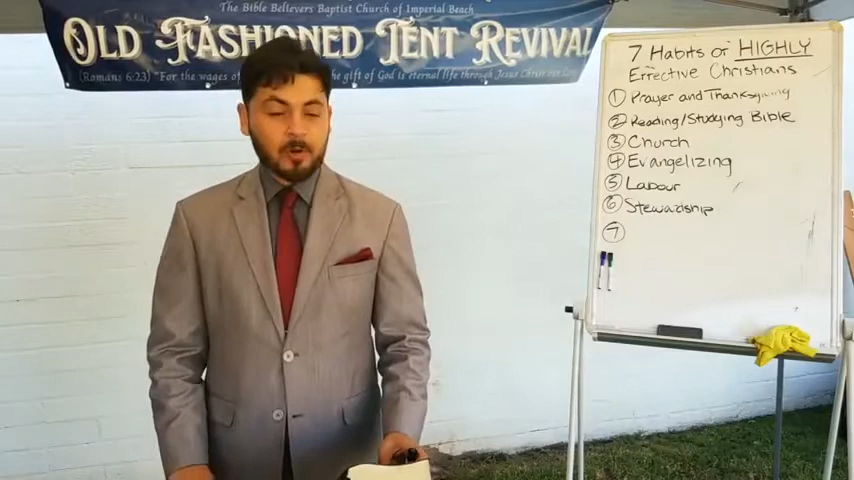 The Bible Believers Baptist Church of Imperial Beach
Old Fashioned Tent Revival
(Romans 6:23) For the wages
the gift of God is eternal life through Jesus Christ our
7 Habits of HIGHLY
Effective Christians
① Prayer and Thanksgiving
② Reading/Studying Bible
③ Church
④ Evangelizing
⑤ Labour
⑥ Stewardship
⑦